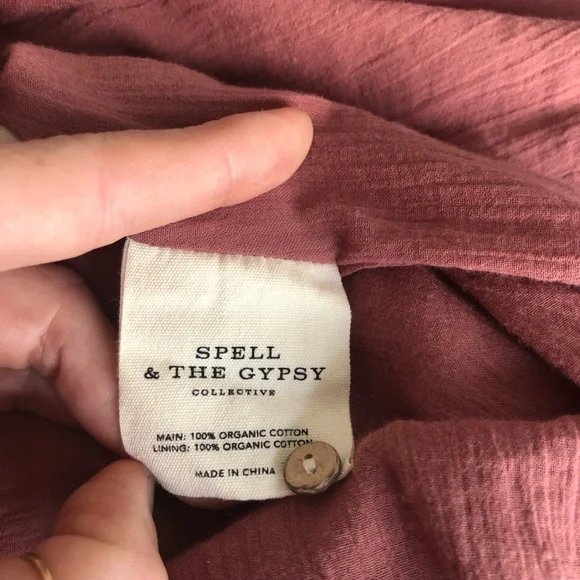 SPELL
& THE GYPSY
COLLECTIVE
MAIN: 100% ORGANIC COTTON
LINING: 100% ORGANIC COTTON
MADE IN CHINA